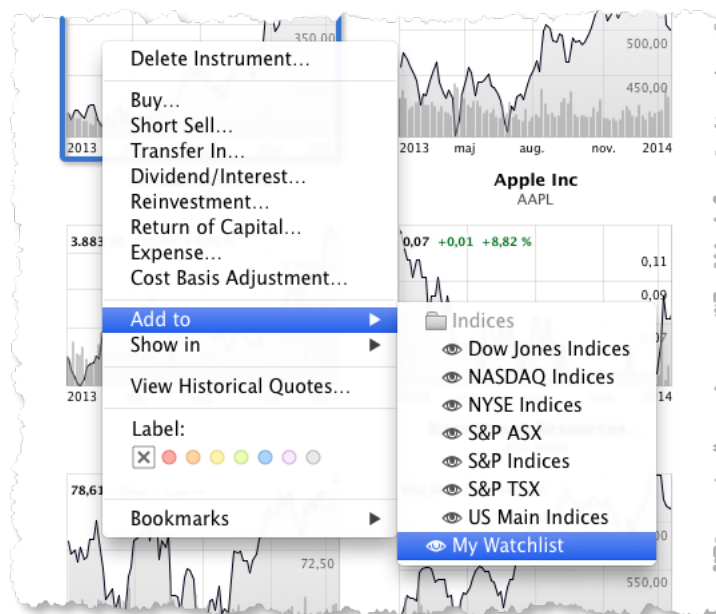 350,00
500,00
450,00
2013
2013 maj aug. nov. 2014
Apple Inc
AAPL
Delete Instrument...
Buy...
Short Sell...
Transfer In...
Dividend/Interest...
Reinvestment...
Return of Capital...
Expense...
Cost Basis Adjustment...
Add to
Show in
View Historical Quotes...
Label:
Bookmarks
3.883
0,07 +0,01 +8,82 %
0,11
0,09
Indices
Dow Jones Indices
NASDAQ Indices
NYSE Indices
S&P ASX
S&P Indices
S&P TSX
US Main Indices
My Watchlist
2013
2014
78,61
72,50
550,00